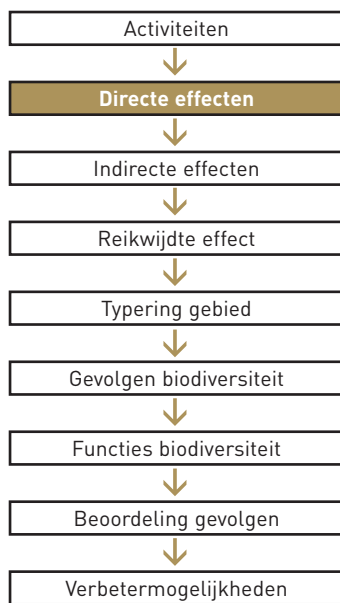 Activiteiten
Directe effecten
Indirecte effecten
Reikwijdte effect
Typering gebied
Gevolgen biodiversiteit
Functies biodiversiteit
Beoordeling gevolgen
Verbetermogelijkheden